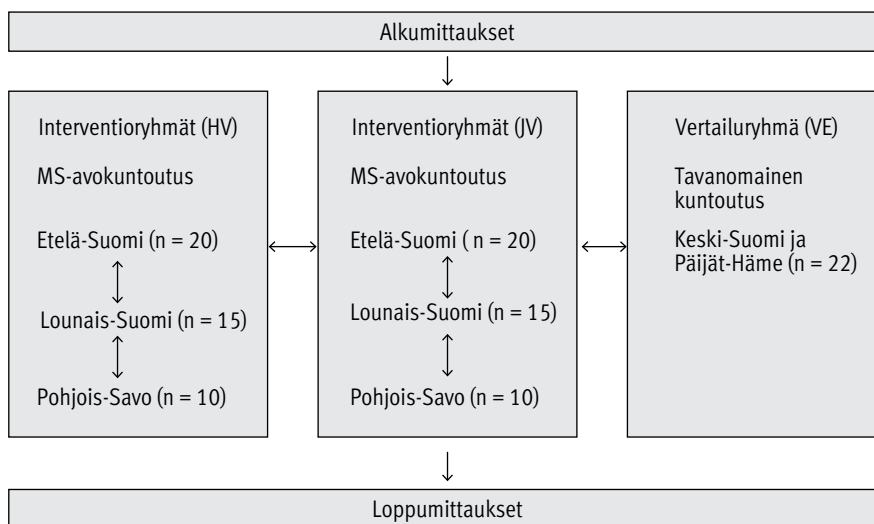 Alkumittaukset
Interventioryhmät (HV)
MS-avokuntoutus
Etelä-Suomi (n = 20)
Lounais-Suomi (n = 15)
Pohjois-Savo (n = 10)
Interventioryhmät (JV)
MS-avokuntoutus
Etelä-Suomi ( n = 20)
Lounais-Suomi (n = 15)
Pohjois-Savo (n = 10)
Vertailuryhmä (VE)
Tavanomainen
kuntoutus
Keski-Suomi ja
Päijät-Häme (n = 22)
Loppumittaukset